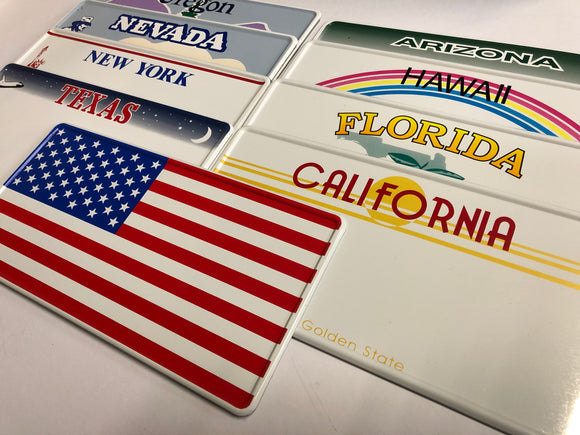 Oregon
NEVADA
NEW YORK
TEXAS
ARIZONA
HAWAII
FLORIDA
CALIFORNIA
Golden State